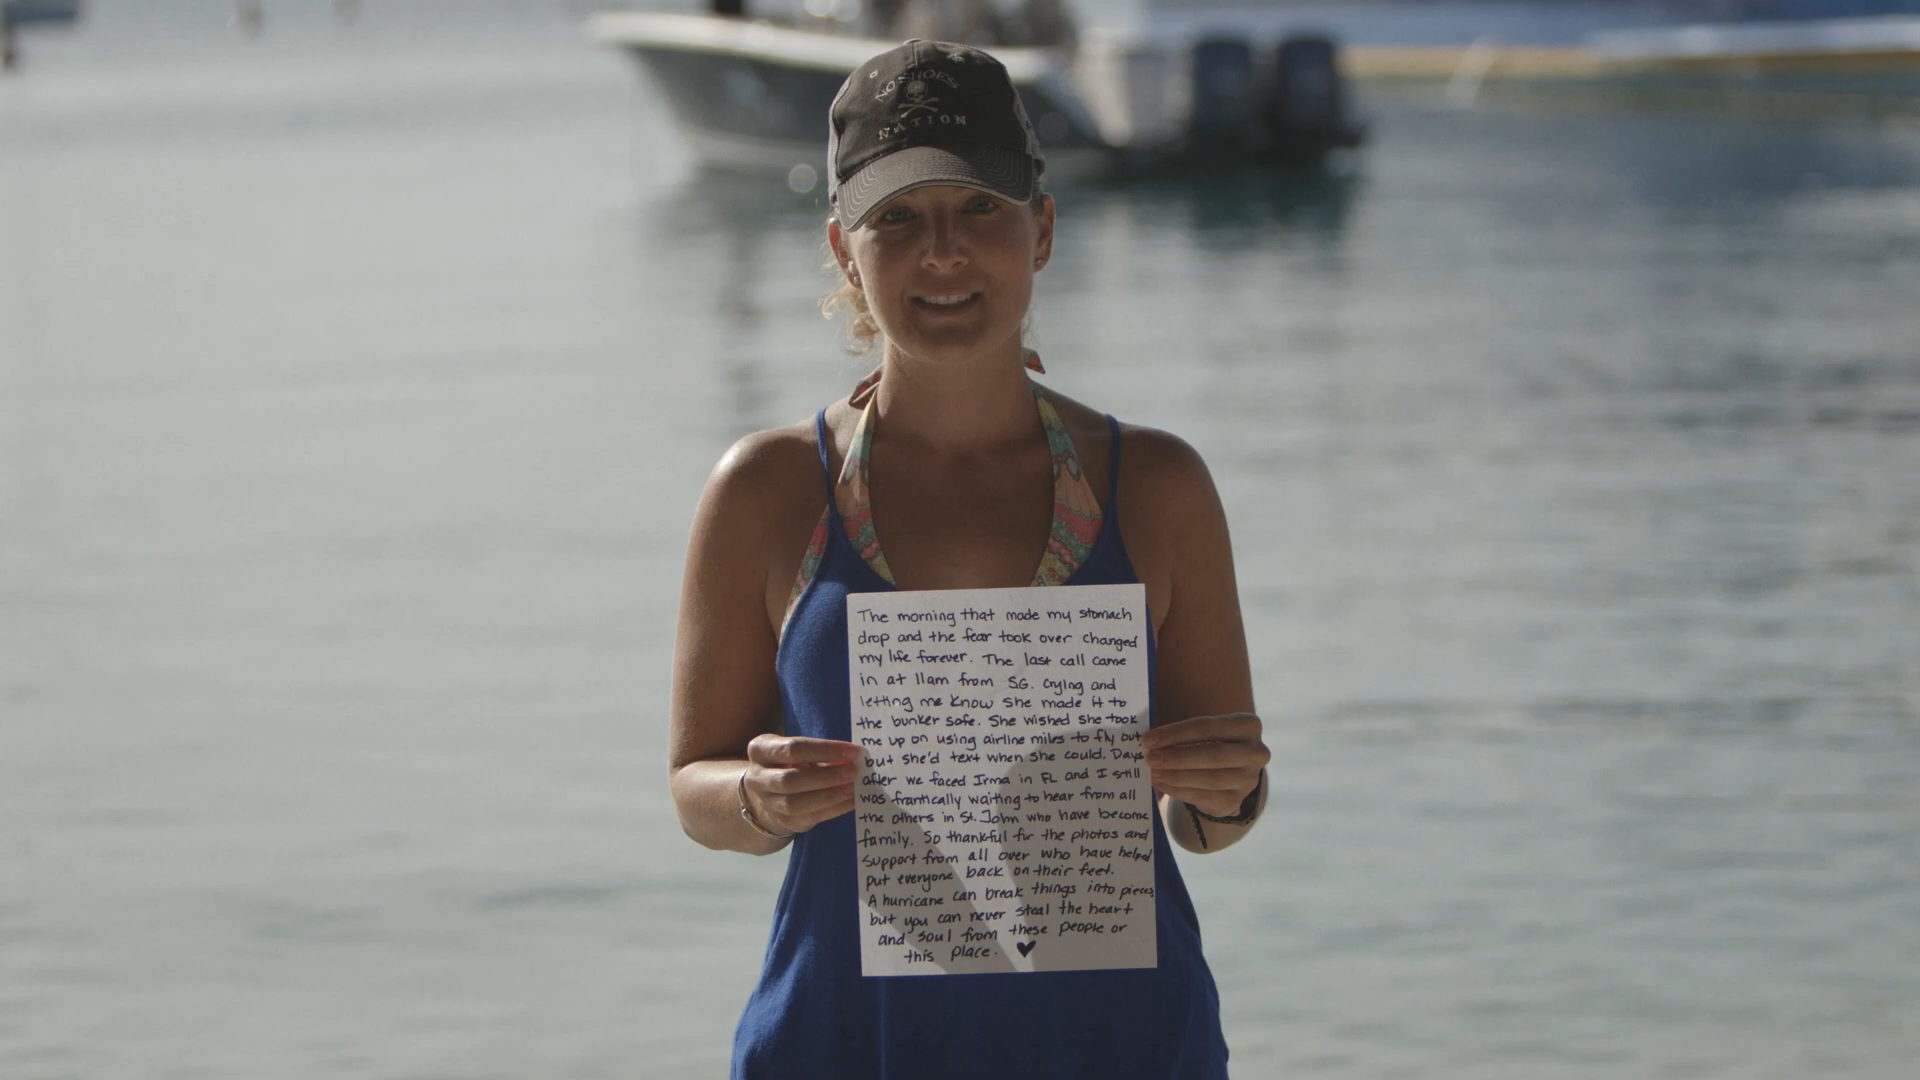 NO SHOES
NATION
The morning that made my stomach
drop and the fear took over changed
my life forever. The last call came
in at 11am from S.G. crying and
letting me know she made it to
the bunker safe. She wished she took
me up on using airline miles to fly out,
but she'd text when she could. Days
after we faced Irma in FL and I still
was frantically waiting to hear from all
the others in St. John who have become
family. So thankful for the photos and
support from all over who have helped
put everyone back on their feet.
A hurricane can break things into pieces
but you can never steal the heart
and soul from these people or
this place. ♥